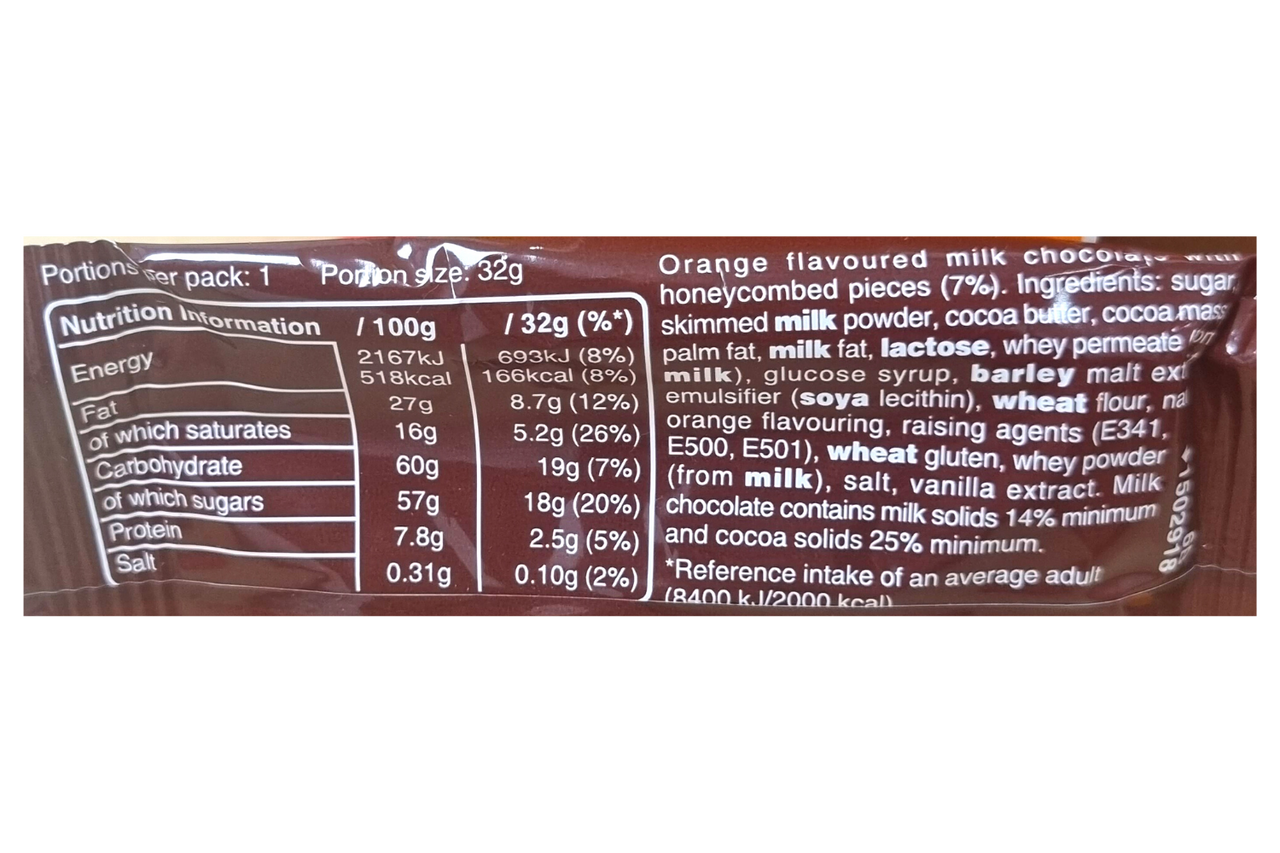 Portions per pack: 1 Portion size: 32g
Nutrition Information / 100g / 32g (%*)
Energy 2167kJ 693kJ (8%)
518kcal 166kcal (8%)
Fat 27g 8.7g (12%)
of which saturates 16g 5.2g (26%)
Carbohydrate 60g 19g (7%)
of which sugars 57g 18g (20%)
Protein 7.8g 2.5g (5%)
Salt 0.31g 0.10g (2%)
Orange flavoured milk chocolate with
honeycombed pieces (7%). Ingredients: sugar,
skimmed milk powder, cocoa butter, cocoa mass
palm fat, milk fat, lactose, whey permeate
milk), glucose syrup, barley malt
emulsifier (soya lecithin), wheat flour,
orange flavouring, raising agents (E341,
E500, E501), wheat gluten, whey powder
(from milk), salt, vanilla extract. Milk
chocolate contains milk solids 14% minimum
and cocoa solids 25% minimum.
*Reference intake of an average adult
(8400 kJ/2000 kcal)
1502918